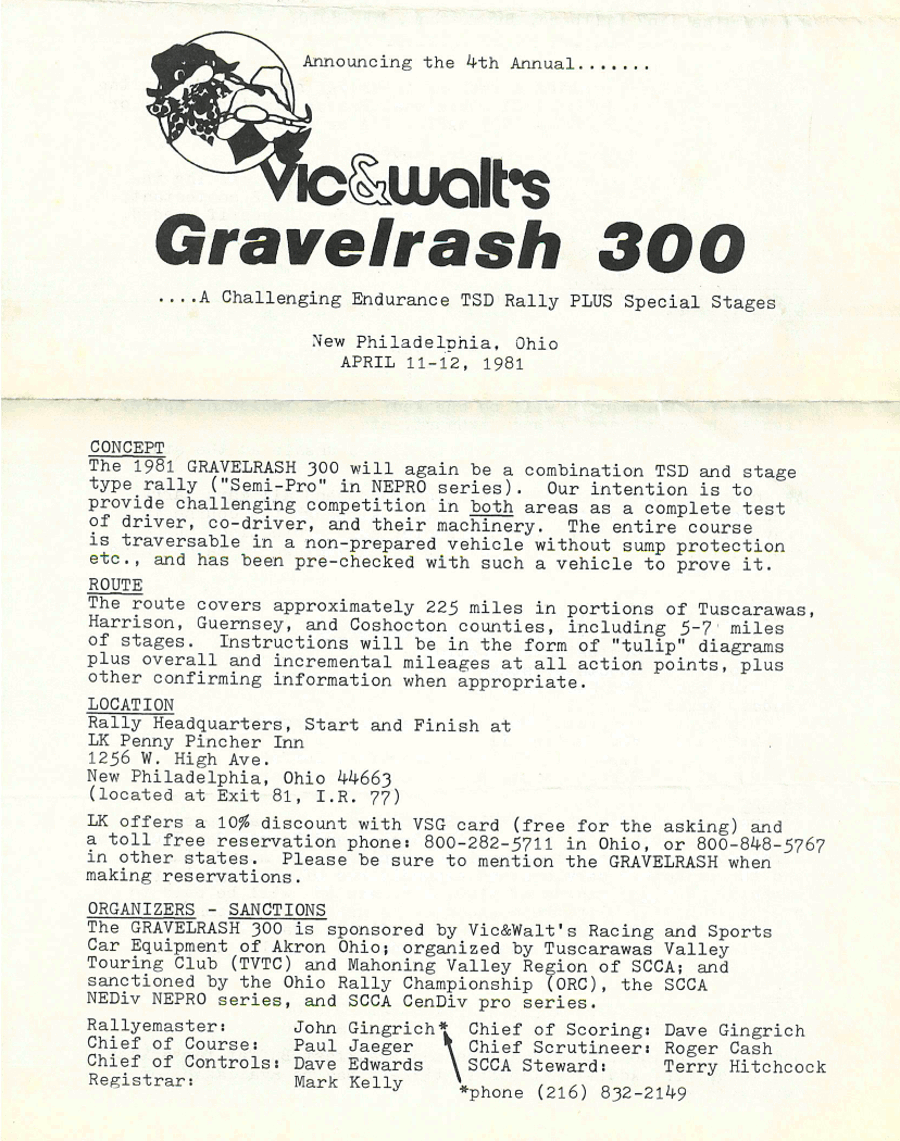 Announcing the 4th Annual.......
Vic&Walt's
Gravelrash 300
....A Challenging Endurance TSD Rally PLUS Special Stages
New Philadelphia, Ohio
APRIL 11-12, 1981
CONCEPT
The 1981 GRAVELRASH 300 will again be a combination TSD and stage
type rally ("Semi-Pro" in NEPRO series).  Our intention is to
provide challenging competition in both areas as a complete test
of driver, co-driver, and their machinery.  The entire course
is traversable in a non-prepared vehicle without sump protection
etc., and has been pre-checked with such a vehicle to prove it.
ROUTE
The route covers approximately 225 miles in portions of Tuscarawas,
Harrison, Guernsey, and Coshocton counties, including 5-7 miles
of stages.  Instructions will be in the form of "tulip" diagrams
plus overall and incremental mileages at all action points, plus
other confirming information when appropriate.
LOCATION
Rally Headquarters, Start and Finish at
LK Penny Pincher Inn
1256 W. High Ave.
New Philadelphia, Ohio 44663
(located at Exit 81, I.R. 77)
LK offers a 10% discount with VSG card (free for the asking) and
a toll free reservation phone: 800-282-5711 in Ohio, or 800-848-5767
in other states.  Please be sure to mention the GRAVELRASH when
making reservations.
ORGANIZERS - SANCTIONS
The GRAVELRASH 300 is sponsored by Vic&Walt's Racing and Sports
Car Equipment of Akron Ohio; organized by Tuscarawas Valley
Touring Club (TVTC) and Mahoning Valley Region of SCCA; and
sanctioned by the Ohio Rally Championship (ORC), the SCCA
NEDiv NEPRO series, and SCCA CenDiv pro series.
Rallyemaster: John Gingrich* Chief of Scoring: Dave Gingrich
Chief of Course: Paul Jaeger Chief Scrutineer: Roger Cash
Chief of Controls: Dave Edwards SCCA Steward: Terry Hitchcock
Registrar: Mark Kelly
*phone (216) 832-2149